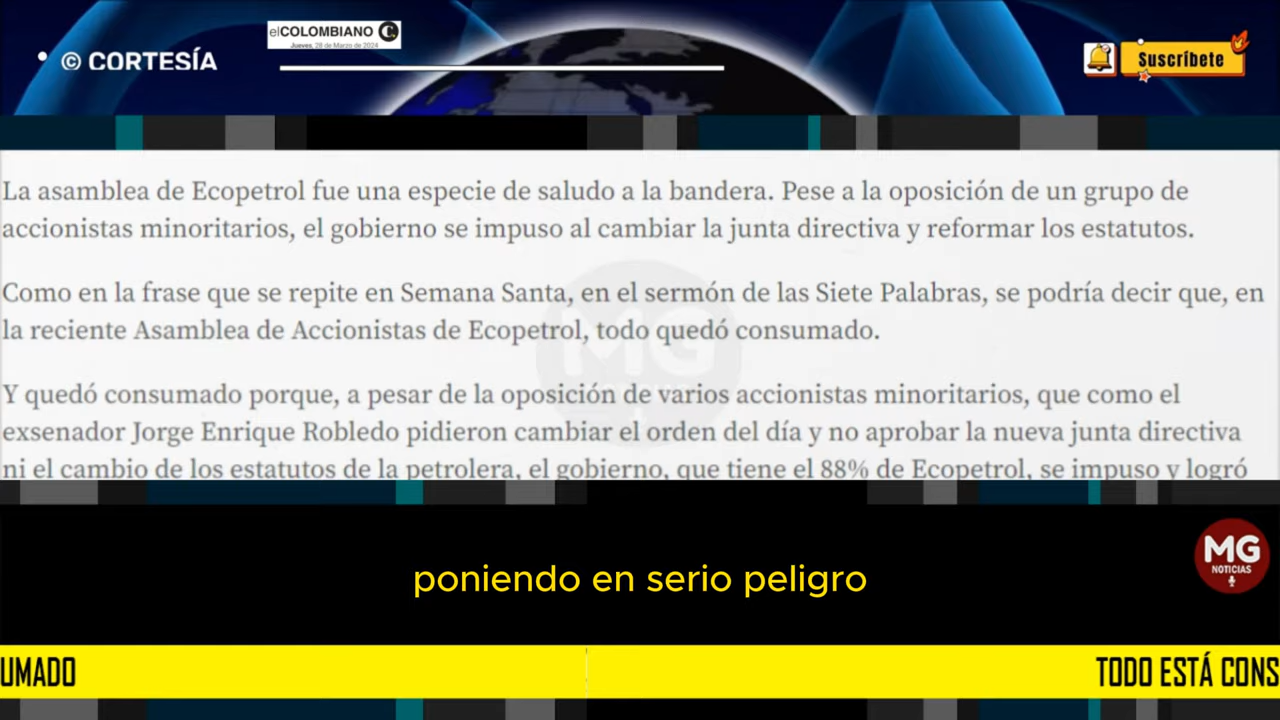 © CORTESÍA
elCOLOMBIANO
Jueves, 28 de Marzo de 2024
Suscríbete
La asamblea de Ecopetrol fue una especie de saludo a la bandera. Pese a la oposición de un grupo de
accionistas minoritarios, el gobierno se impuso al cambiar la junta directiva y reformar los estatutos.
Como en la frase que se repite en Semana Santa, en el sermón de las Siete Palabras, se podría decir que, en
la reciente Asamblea de Accionistas de Ecopetrol, todo quedó consumado.
Y quedó consumado porque, a pesar de la oposición de varios accionistas minoritarios, que como el
exsenador Jorge Enrique Robledo pidieron cambiar el orden del día y no aprobar la nueva junta directiva
ni el cambio de los estatutos de la petrolera, el gobierno, que tiene el 88% de Ecopetrol, se impuso y logró
MG
NOTICIAS
poniendo en serio peligro
MG
NOTICIAS
UMADO
TODO ESTÁ CONS